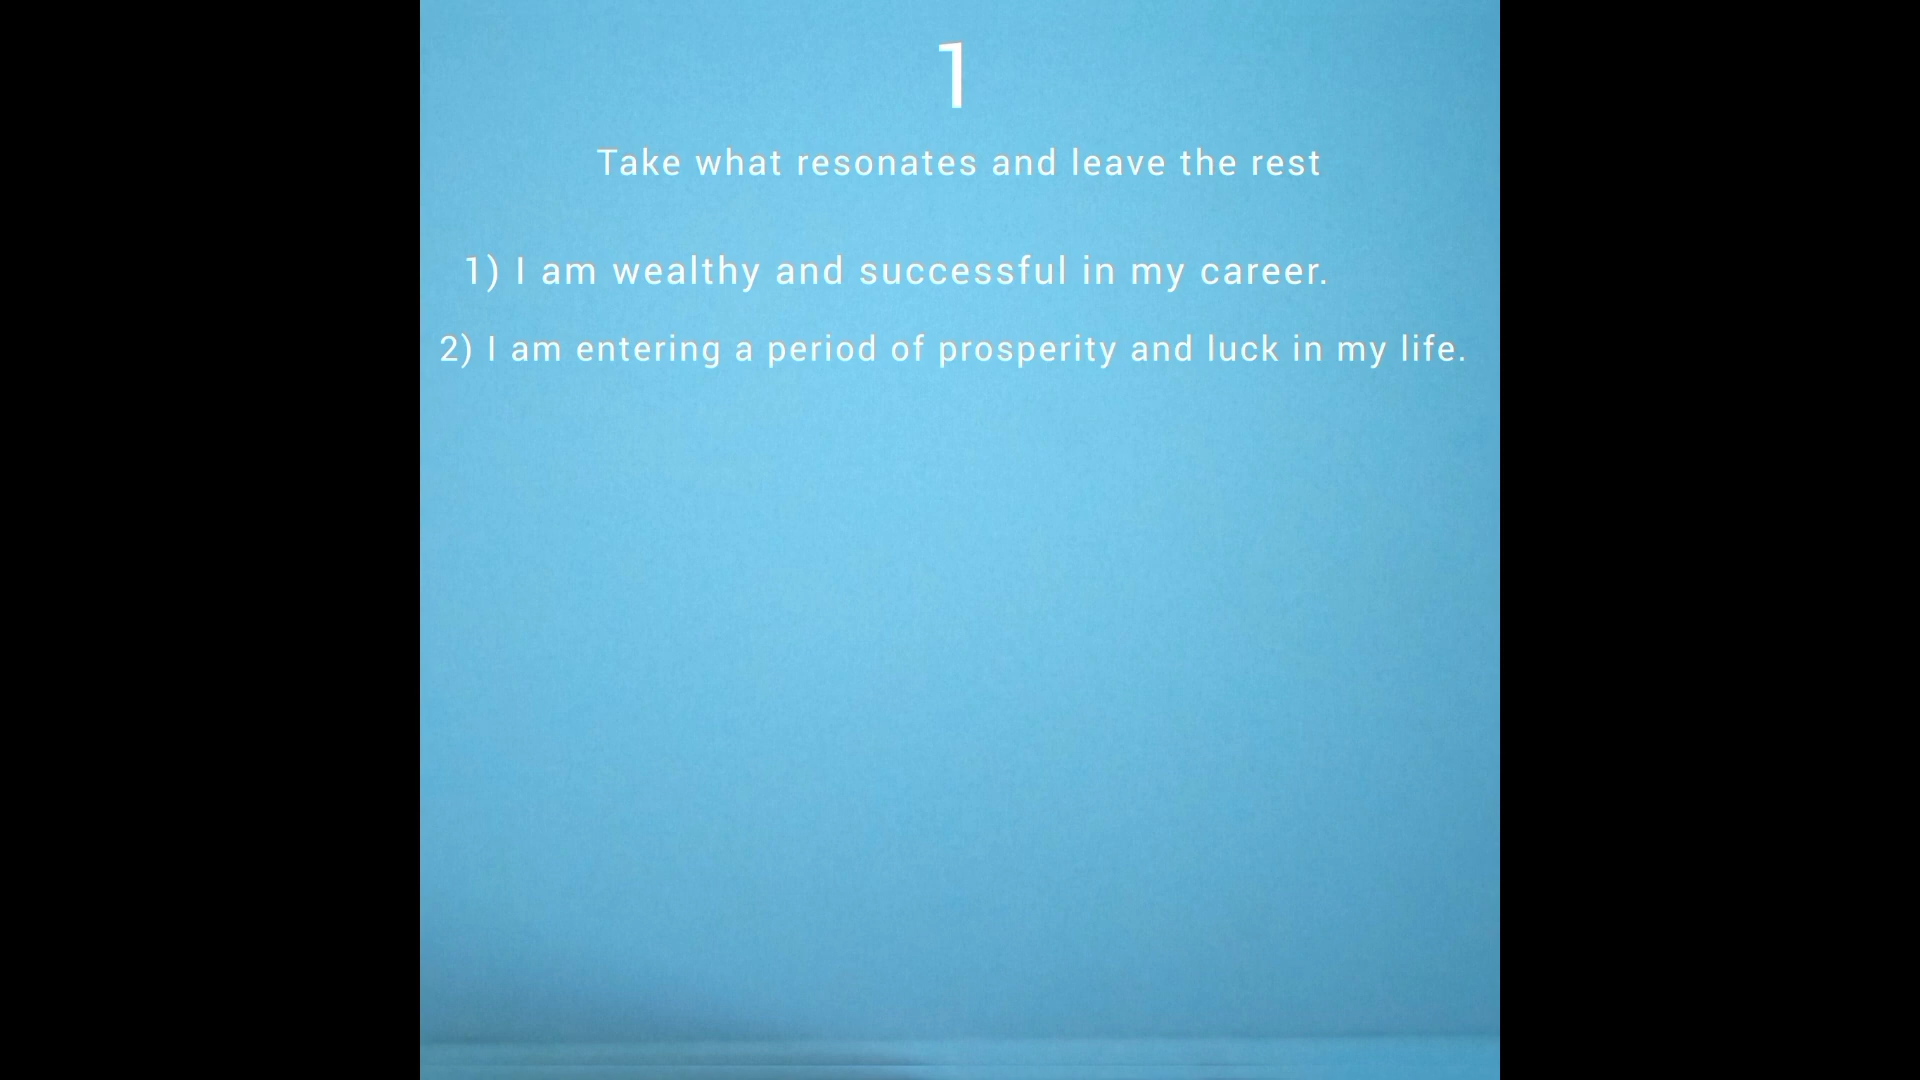 1
Take what resonates and leave the rest
1) I am wealthy and successful in my career.
2) I am entering a period of prosperity and luck in my life.